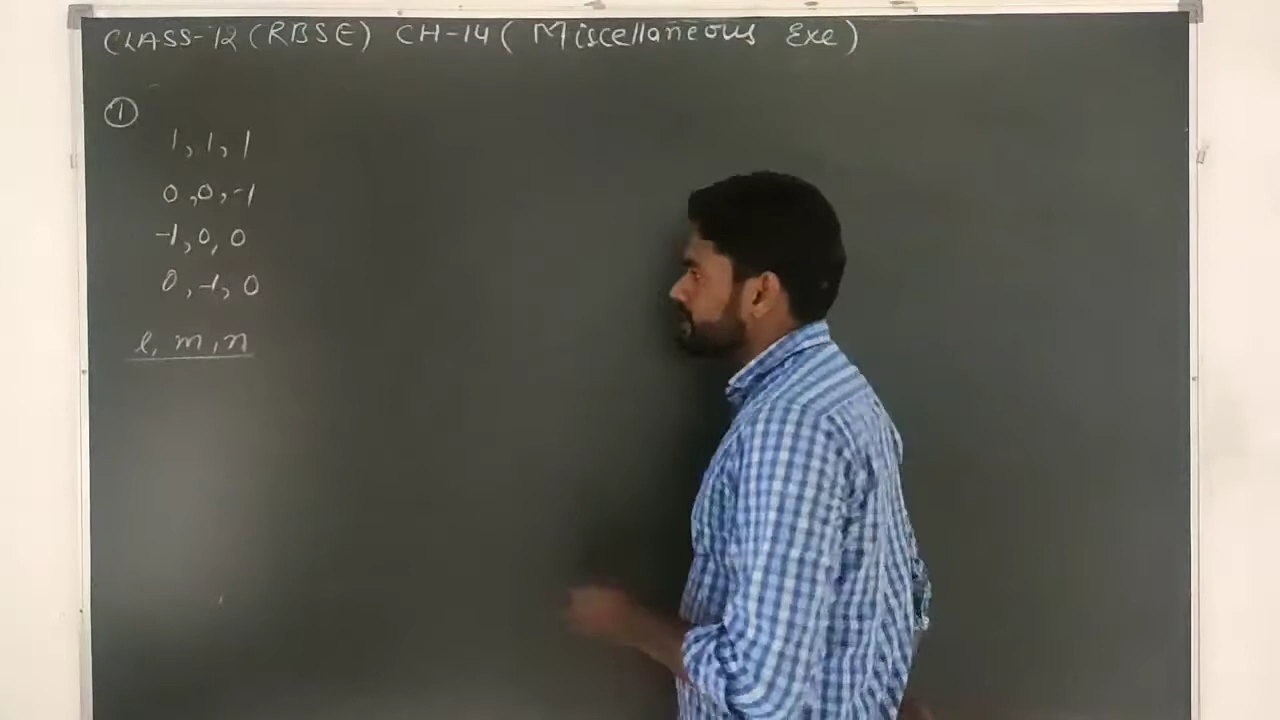 CLASS-12 (RBSE) CH-14 ( Miscellaneous Exe )
①
1, 1, 1
0, 0, -1
-1, 0, 0
0, -1, 0
l, m, n